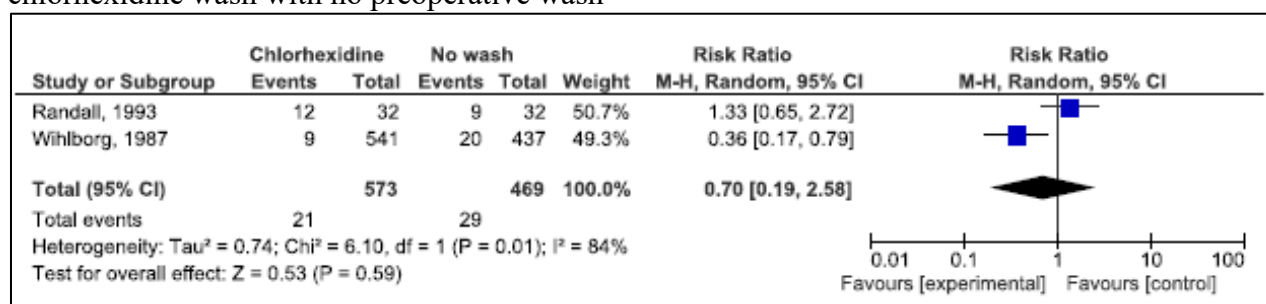 chlorhexidine wash with no preoperative wash
Chlorhexidine No wash Risk Ratio Risk Ratio
Study or Subgroup Events Total Events Total Weight M-H, Random, 95% CI M-H, Random, 95% CI
Randall, 1993 12 32 9 32 50.7% 1.33 [0.65, 2.72]
Wihlborg, 1987 9 541 20 437 49.3% 0.36 [0.17, 0.79]
Total (95% CI) 573 469 100.0% 0.70 [0.19, 2.58]
Total events 21 29
Heterogeneity: Tau² = 0.74; Chi² = 6.10, df = 1 (P = 0.01); I² = 84%
Test for overall effect: Z = 0.53 (P = 0.59)
0.01 0.1 1 10 100
Favours [experimental] Favours [control]